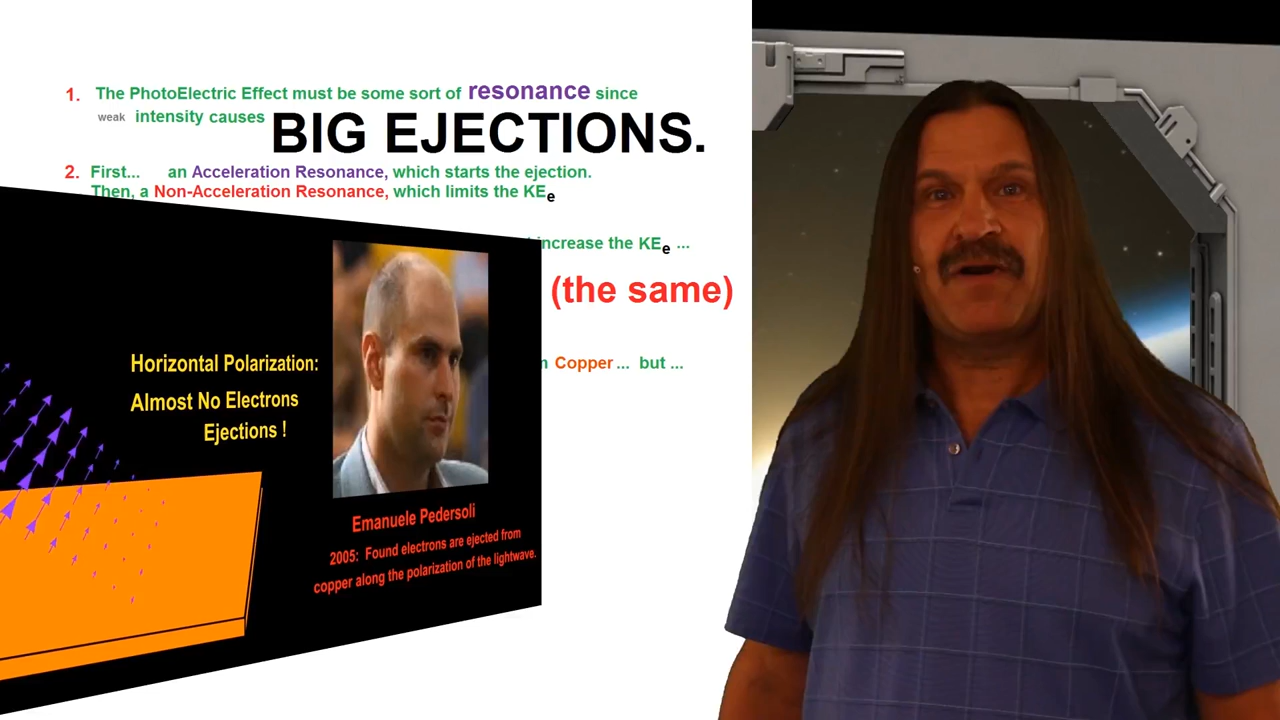 1. The PhotoElectric Effect must be some sort of resonance since
weak intensity causes BIG EJECTIONS.
2. First... an Acceleration Resonance, which starts the ejection.
Then, a Non-Acceleration Resonance, which limits the KEe
increase the KEe ...
(the same)
Copper ... but ...
Horizontal Polarization:
Almost No Electrons
Ejections !
Emanuele Pedersoli
2005: Found electrons are ejected from
copper along the polarization of the lightwave.